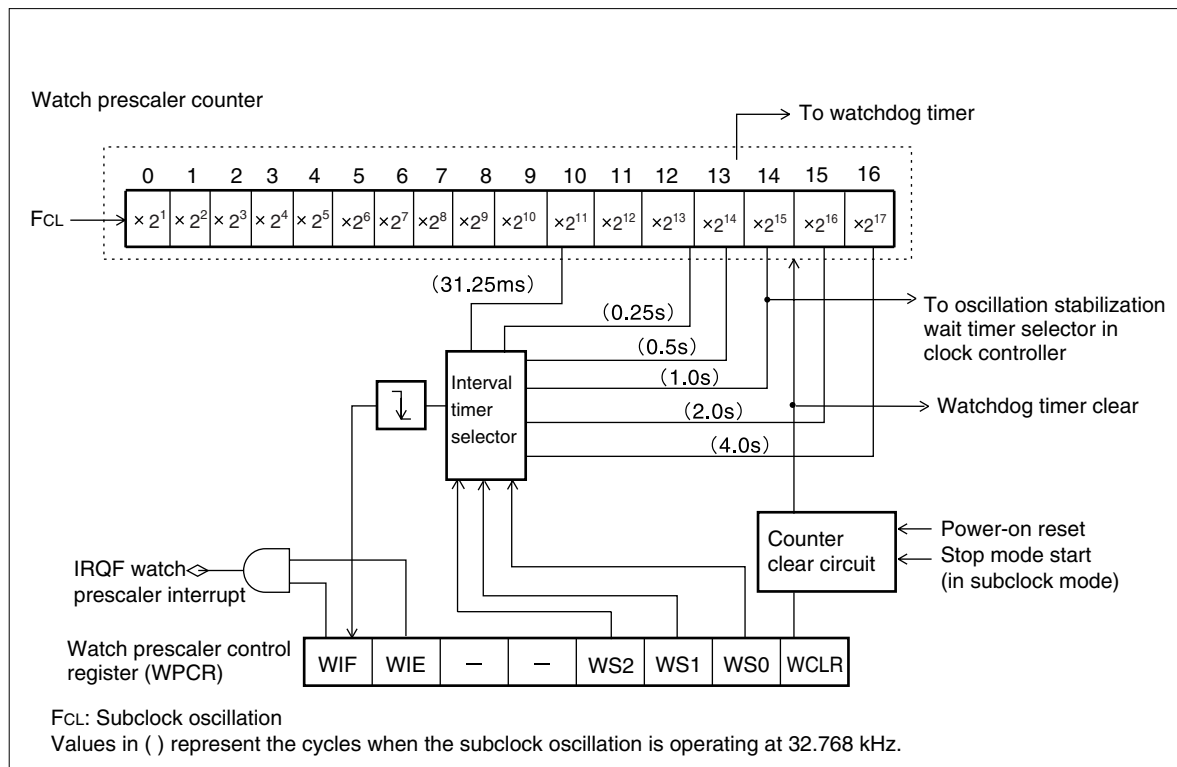 Watch prescaler counter
To watchdog timer
0 1 2 3 4 5 6 7 8 9 10 11 12 13 14 15 16
FCL
× 2¹ × 2² × 2³ × 2⁴ × 2⁵ ×2⁶ ×2⁷ ×2⁸ ×2⁹ ×2¹⁰ ×2¹¹ ×2¹² ×2¹³ ×2¹⁴ ×2¹⁵ ×2¹⁶ ×2¹⁷
(31.25ms)
(0.25s)
(0.5s)
(1.0s)
(2.0s)
(4.0s)
To oscillation stabilization
wait timer selector in
clock controller
Interval
timer
selector
Watchdog timer clear
Counter
clear circuit
Power-on reset
Stop mode start
(in subclock mode)
IRQF watch
prescaler interrupt
Watch prescaler control
register (WPCR)
WIF WIE – – WS2 WS1 WS0 WCLR
FCL: Subclock oscillation
Values in ( ) represent the cycles when the subclock oscillation is operating at 32.768 kHz.